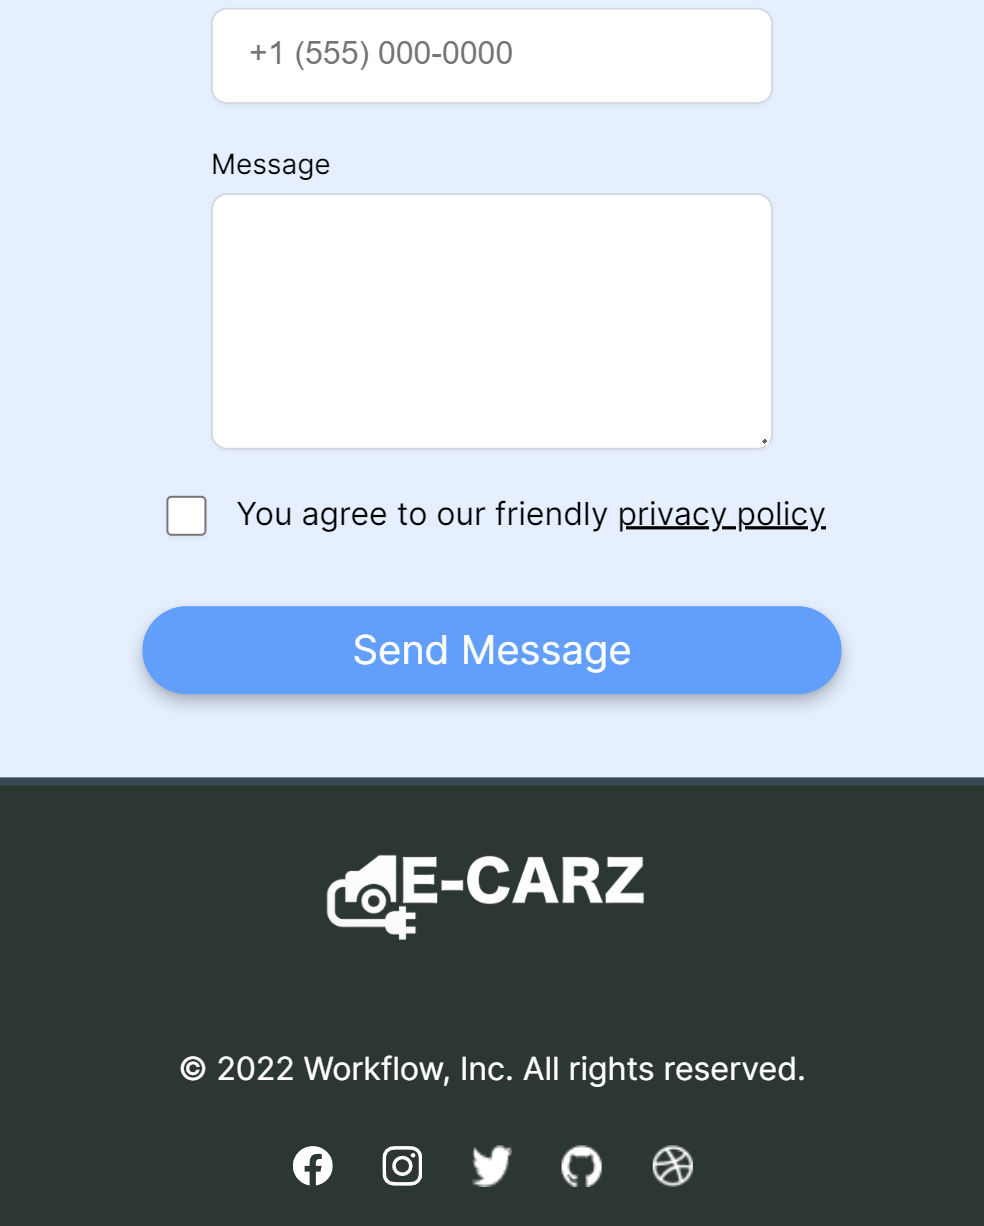 +1 (555) 000-0000
Message
You agree to our friendly privacy policy
Send Message
E-CARZ
© 2022 Workflow, Inc. All rights reserved.